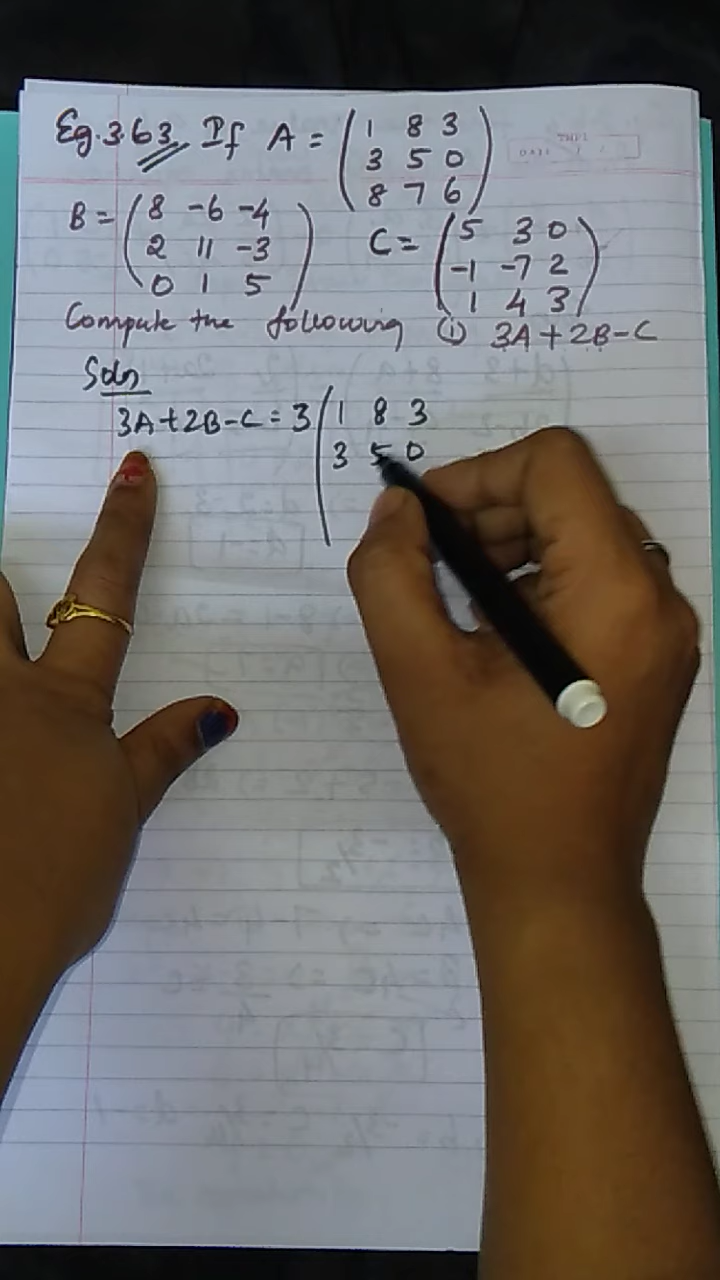 Eg.3.63. If A = (1 8 3
3 5 0
8 7 6)
B = (8 -6 -4
2 11 -3
0 1 5)
C = (5 3 0
-1 -7 2
1 4 3)
Compute the following (i) 3A+2B-C
Soln
3A+2B-C = 3(1 8 3
3 5 0